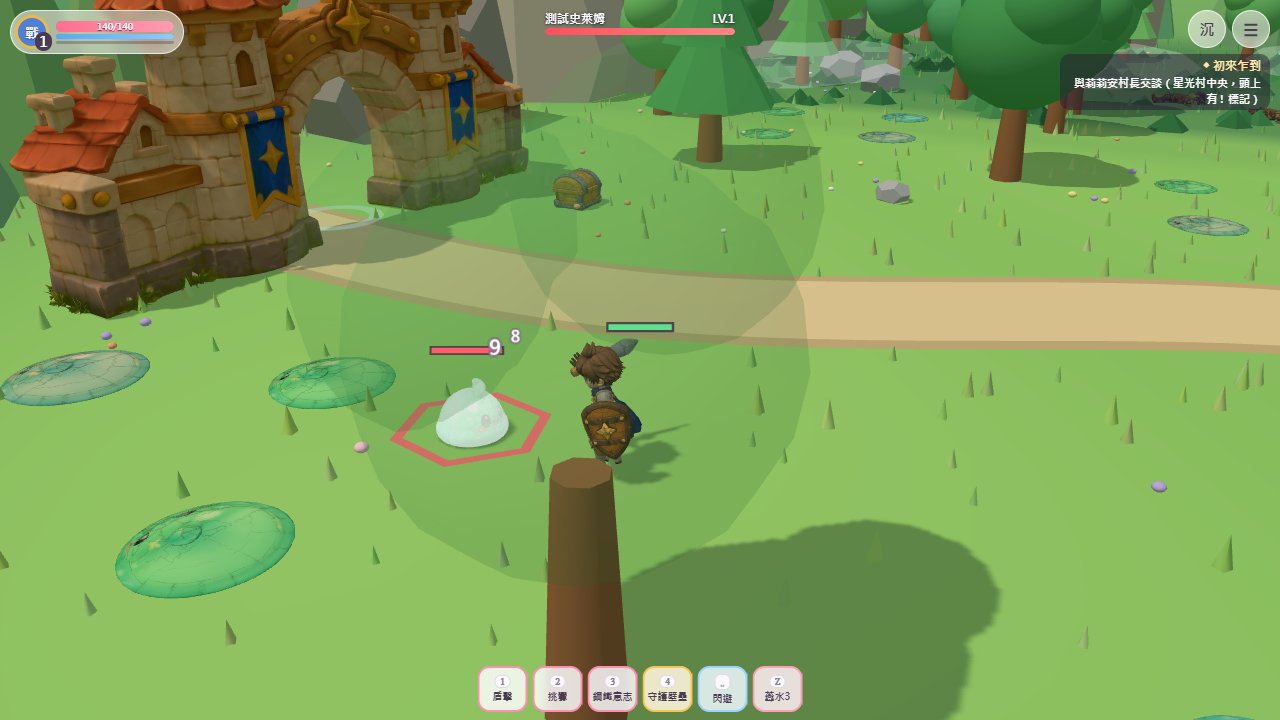 戰
1
140/140
測試史萊姆 LV.1
沉
◆ 初來乍到
與莉莉安村長交談（星光村中央，頭上
有！標記）
9 8
1
盾擊
2
挑釁
3
鋼鐵意志
4
守護壁壘
閃避
Z
藥水3